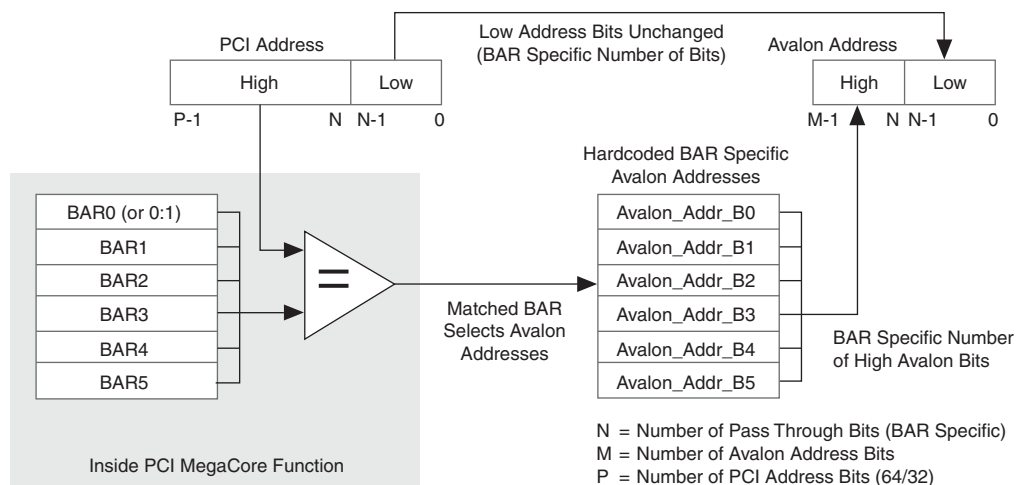 Low Address Bits Unchanged
(BAR Specific Number of Bits)
PCI Address
High
Low
P-1
N
N-1
0
Avalon Address
High
Low
M-1
N
N-1
0
BAR0 (or 0:1)
BAR1
BAR2
BAR3
BAR4
BAR5
=
Inside PCI MegaCore Function
Matched BAR
Selects Avalon
Addresses
Hardcoded BAR Specific
Avalon Addresses
Avalon_Addr_B0
Avalon_Addr_B1
Avalon_Addr_B2
Avalon_Addr_B3
Avalon_Addr_B4
Avalon_Addr_B5
BAR Specific Number
of High Avalon Bits
N = Number of Pass Through Bits (BAR Specific)
M = Number of Avalon Address Bits
P = Number of PCI Address Bits (64/32)